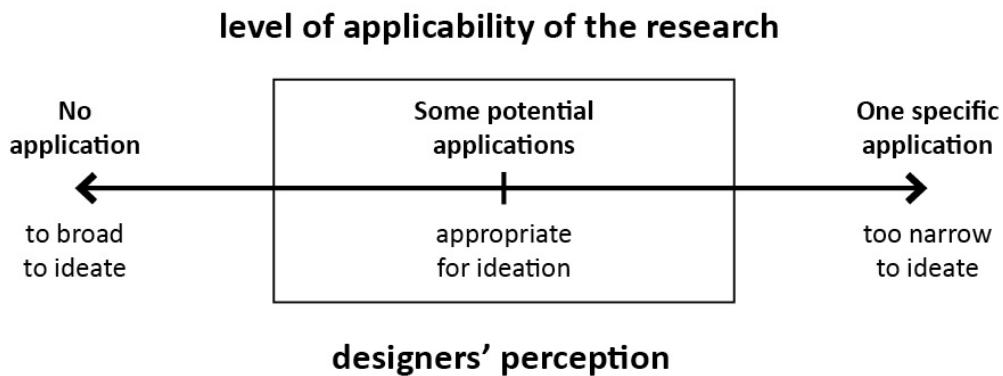 level of applicability of the research
No
application
Some potential
applications
One specific
application
to broad
to ideate
appropriate
for ideation
too narrow
to ideate
designers’ perception